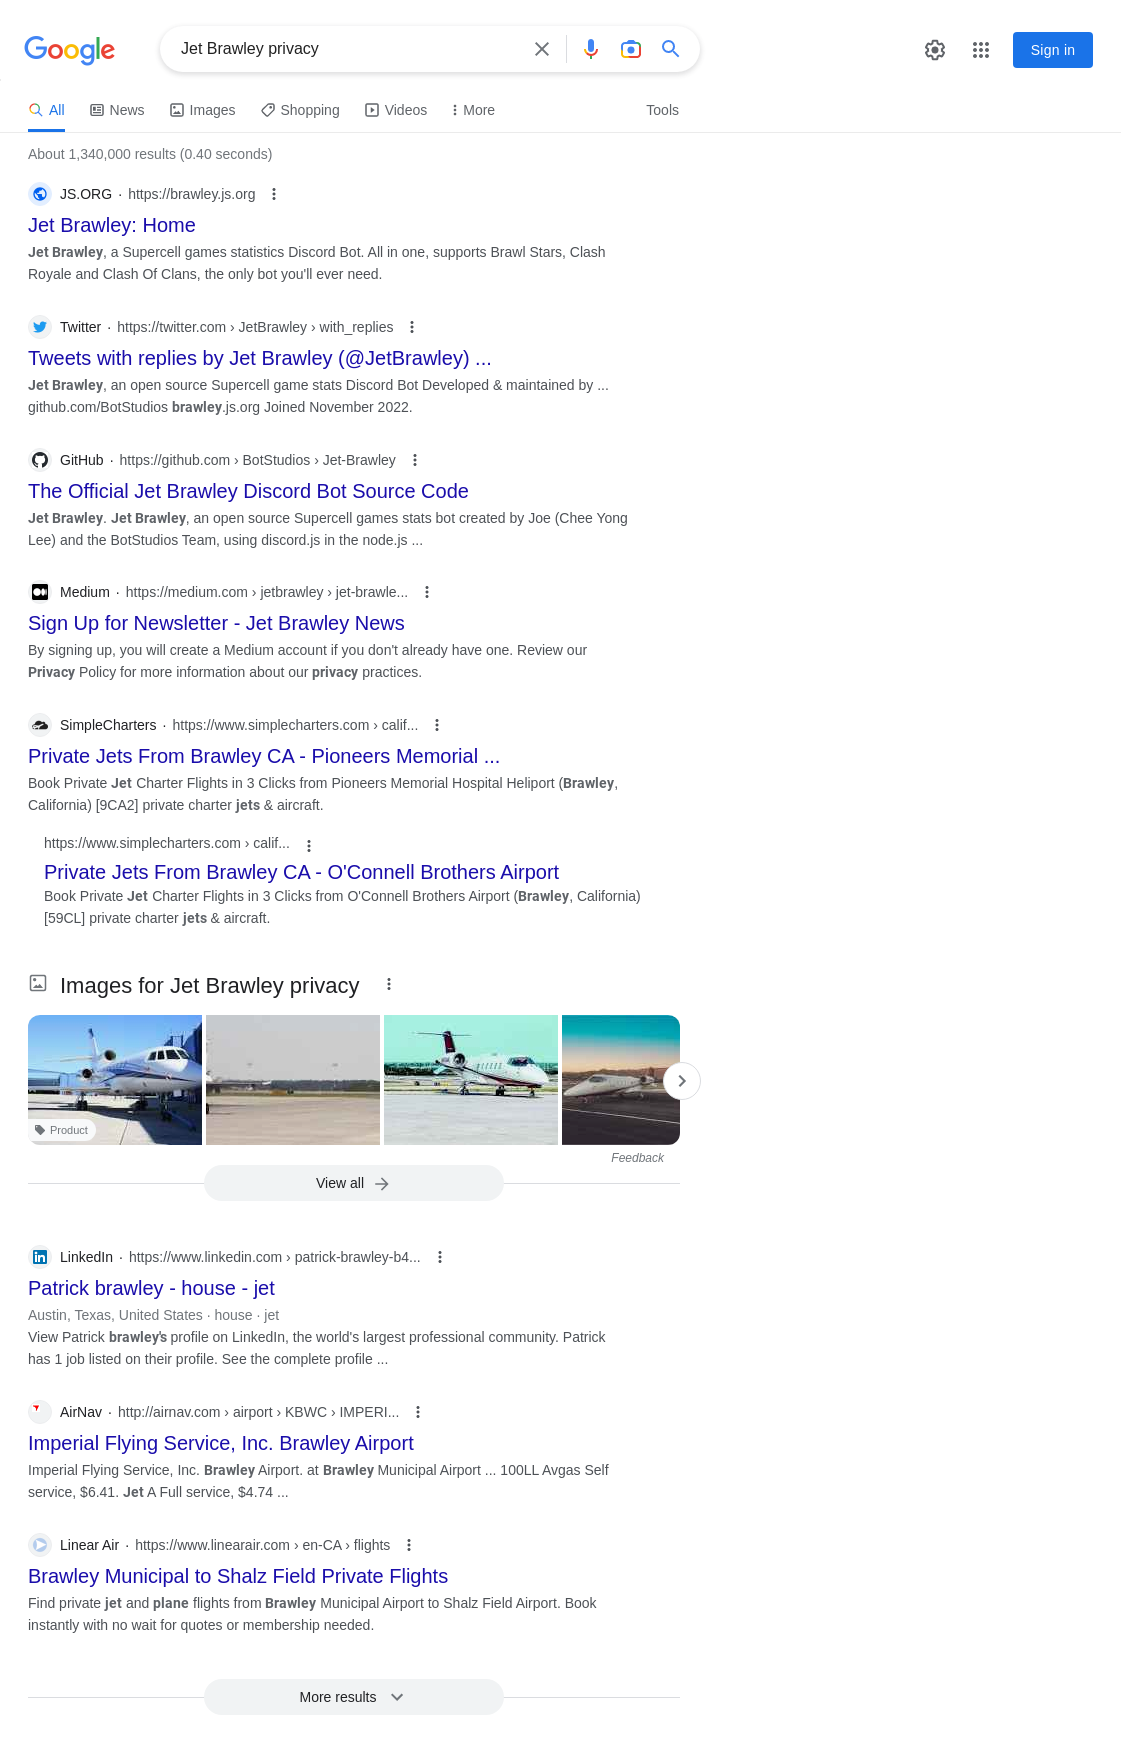 Google
Jet Brawley privacy
Sign in
All
News
Images
Shopping
Videos
More
Tools
About 1,340,000 results (0.40 seconds)
JS.ORG · https://brawley.js.org
Jet Brawley: Home
Jet Brawley, a Supercell games statistics Discord Bot. All in one, supports Brawl Stars, Clash
Royale and Clash Of Clans, the only bot you'll ever need.
Twitter · https://twitter.com › JetBrawley › with_replies
Tweets with replies by Jet Brawley (@JetBrawley) ...
Jet Brawley, an open source Supercell game stats Discord Bot Developed & maintained by ...
github.com/BotStudios brawley.js.org Joined November 2022.
GitHub · https://github.com › BotStudios › Jet-Brawley
The Official Jet Brawley Discord Bot Source Code
Jet Brawley. Jet Brawley, an open source Supercell games stats bot created by Joe (Chee Yong
Lee) and the BotStudios Team, using discord.js in the node.js ...
Medium · https://medium.com › jetbrawley › jet-brawle...
Sign Up for Newsletter - Jet Brawley News
By signing up, you will create a Medium account if you don't already have one. Review our
Privacy Policy for more information about our privacy practices.
SimpleCharters · https://www.simplecharters.com › calif...
Private Jets From Brawley CA - Pioneers Memorial ...
Book Private Jet Charter Flights in 3 Clicks from Pioneers Memorial Hospital Heliport (Brawley,
California) [9CA2] private charter jets & aircraft.
https://www.simplecharters.com › calif...
Private Jets From Brawley CA - O'Connell Brothers Airport
Book Private Jet Charter Flights in 3 Clicks from O'Connell Brothers Airport (Brawley, California)
[59CL] private charter jets & aircraft.
Images for Jet Brawley privacy
Product
Feedback
View all
LinkedIn · https://www.linkedin.com › patrick-brawley-b4...
Patrick brawley - house - jet
Austin, Texas, United States · house · jet
View Patrick brawley's profile on LinkedIn, the world's largest professional community. Patrick
has 1 job listed on their profile. See the complete profile ...
AirNav · http://airnav.com › airport › KBWC › IMPERI...
Imperial Flying Service, Inc. Brawley Airport
Imperial Flying Service, Inc. Brawley Airport. at Brawley Municipal Airport ... 100LL Avgas Self
service, $6.41. Jet A Full service, $4.74 ...
Linear Air · https://www.linearair.com › en-CA › flights
Brawley Municipal to Shalz Field Private Flights
Find private jet and plane flights from Brawley Municipal Airport to Shalz Field Airport. Book
instantly with no wait for quotes or membership needed.
More results